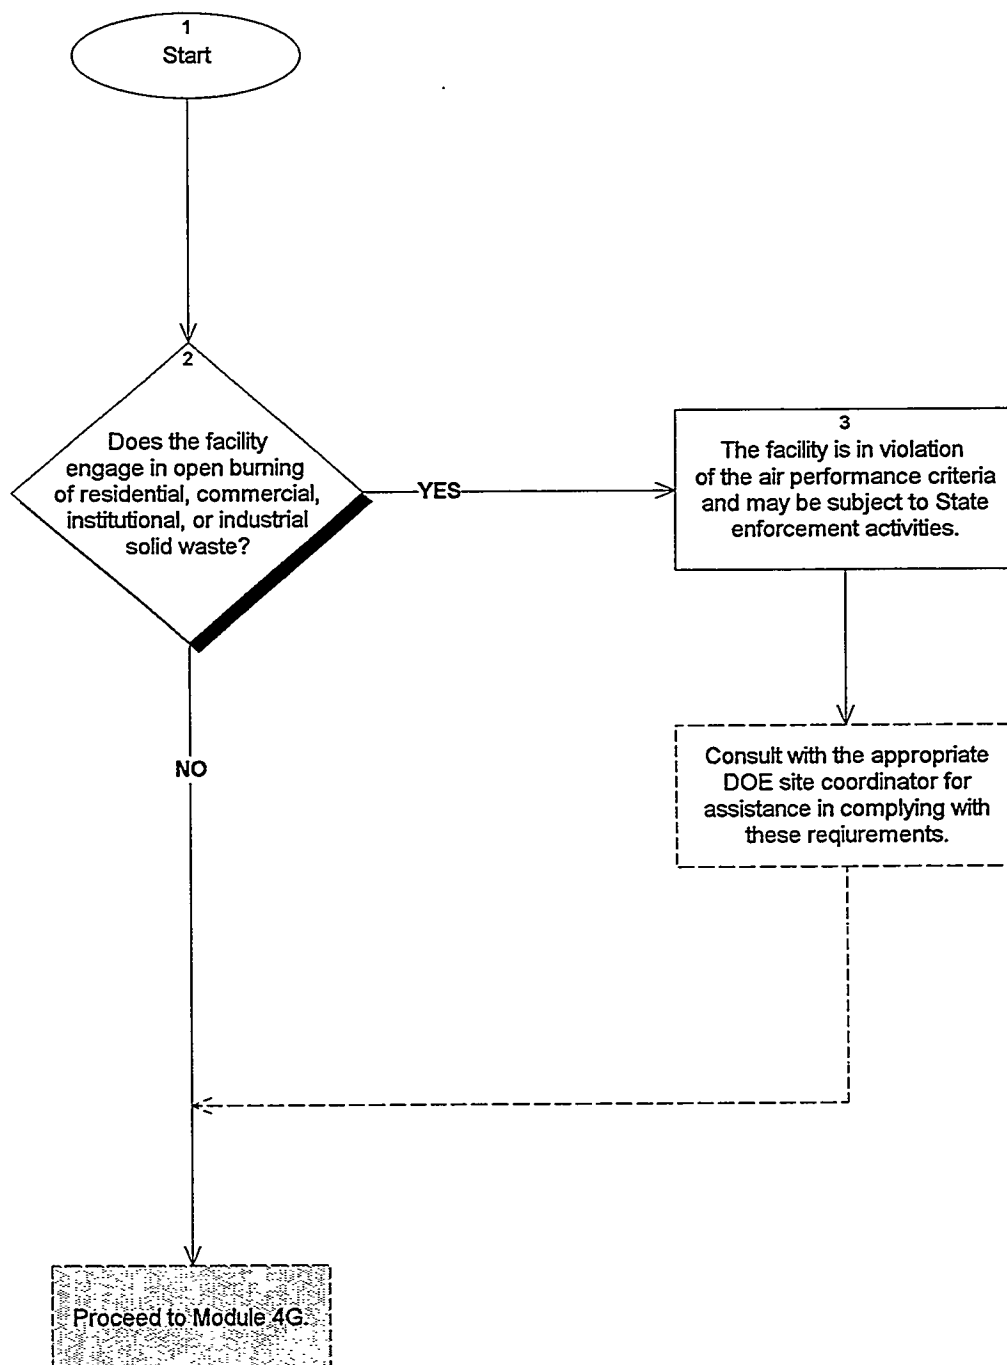 1
Start
2
Does the facility
engage in open burning
of residential, commercial,
institutional, or industrial
solid waste?
YES
3
The facility is in violation
of the air performance criteria
and may be subject to State
enforcement activities.
NO
Consult with the appropriate
DOE site coordinator for
assistance in complying with
these reqiurements.
Proceed to Module 4G.